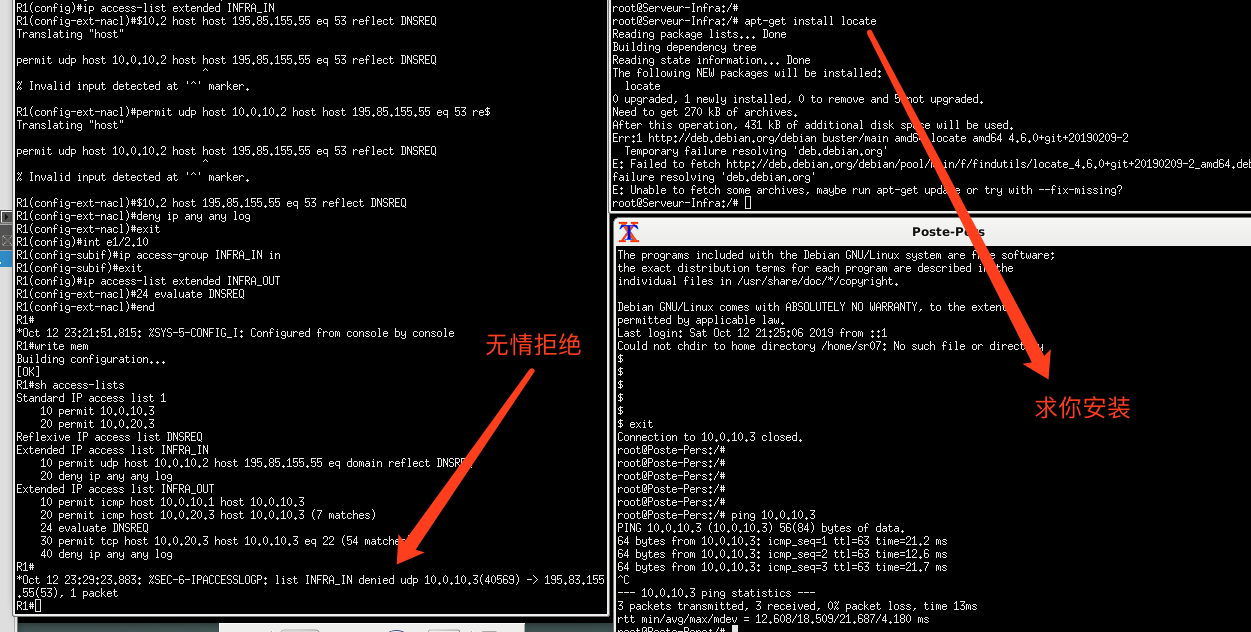 R1(config)#ip access-list extended INFRA_IN
R1(config-ext-nacl)#$10.2 host 195.85.155.55 eq 53 reflect DNSREQ
Translating "host"
permit udp host 10.0.10.2 host host 195.85.155.55 eq 53 reflect DNSREQ
^
% Invalid input detected at '^' marker.
R1(config-ext-nacl)#permit udp host 10.0.10.2 host host 195.85.155.55 eq 53 re$
Translating "host"
permit udp host 10.0.10.2 host host 195.85.155.55 eq 53 reflect DNSREQ
^
% Invalid input detected at '^' marker.
R1(config-ext-nacl)#$10.2 host 195.85.155.55 eq 53 reflect DNSREQ
R1(config-ext-nacl)#deny ip any any log
R1(config-ext-nacl)#exit
R1(config)#int e1/2.10
R1(config-subif)#ip access-group INFRA_IN in
R1(config-subif)#exit
R1(config)#ip access-list extended INFRA_OUT
R1(config-ext-nacl)#24 evaluate DNSREQ
R1(config-ext-nacl)#end
R1#
*Oct 12 23:21:51.815: %SYS-5-CONFIG_I: Configured from console by console
R1#write mem
Building configuration...
[OK]
R1#sh access-lists
Standard IP access list 1
10 permit 10.0.10.3
20 permit 10.0.20.3
Reflexive IP access list DNSREQ
Extended IP access list INFRA_IN
10 permit udp host 10.0.10.2 host 195.85.155.55 eq domain reflect DNSREQ
20 deny ip any any log
Extended IP access list INFRA_OUT
10 permit icmp host 10.0.10.1 host 10.0.10.3
20 permit icmp host 10.0.20.3 host 10.0.10.3 (7 matches)
24 evaluate DNSREQ
30 permit tcp host 10.0.20.3 host 10.0.10.3 eq 22 (54 matches)
40 deny ip any any log
R1#
*Oct 12 23:29:23.883: %SEC-6-IPACCESSLOGP: list INFRA_IN denied udp 10.0.10.3(40569) -> 195.83.155
.55(53), 1 packet
R1#
无情拒绝
root@Serveur-Infra:/#
root@Serveur-Infra:/# apt-get install locate
Reading package lists... Done
Building dependency tree
Reading state information... Done
The following NEW packages will be installed:
locate
0 upgraded, 1 newly installed, 0 to remove and 5 not upgraded.
Need to get 270 kB of archives.
After this operation, 431 kB of additional disk space will be used.
Err:1 http://deb.debian.org/debian buster/main amd64 locate amd64 4.6.0+git+20190209-2
Temporary failure resolving 'deb.debian.org'
E: Failed to fetch http://deb.debian.org/debian/pool/main/f/findutils/locate_4.6.0+git+20190209-2_amd64.deb
failure resolving 'deb.debian.org'
E: Unable to fetch some archives, maybe run apt-get update or try with --fix-missing?
root@Serveur-Infra:/#
Poste-Pers
The programs included with the Debian GNU/Linux system are free software;
the exact distribution terms for each program are described in the
individual files in /usr/share/doc/*/copyright.
Debian GNU/Linux comes with ABSOLUTELY NO WARRANTY, to the extent
permitted by applicable law.
Last login: Sat Oct 12 21:25:06 2019 from ::1
Could not chdir to home directory /home/sr07: No such file or directory
$
$
$
$
$
$ exit
Connection to 10.0.10.3 closed.
root@Poste-Pers:/#
root@Poste-Pers:/#
root@Poste-Pers:/#
root@Poste-Pers:/#
root@Poste-Pers:/#
root@Poste-Pers:/# ping 10.0.10.3
PING 10.0.10.3 (10.0.10.3) 56(84) bytes of data.
64 bytes from 10.0.10.3: icmp_seq=1 ttl=63 time=21.2 ms
64 bytes from 10.0.10.3: icmp_seq=2 ttl=63 time=12.6 ms
64 bytes from 10.0.10.3: icmp_seq=3 ttl=63 time=21.7 ms
^C
--- 10.0.10.3 ping statistics ---
3 packets transmitted, 3 received, 0% packet loss, time 13ms
rtt min/avg/max/mdev = 12.608/18.509/21.687/4.180 ms
root@Poste-Pers:/#
求你安装